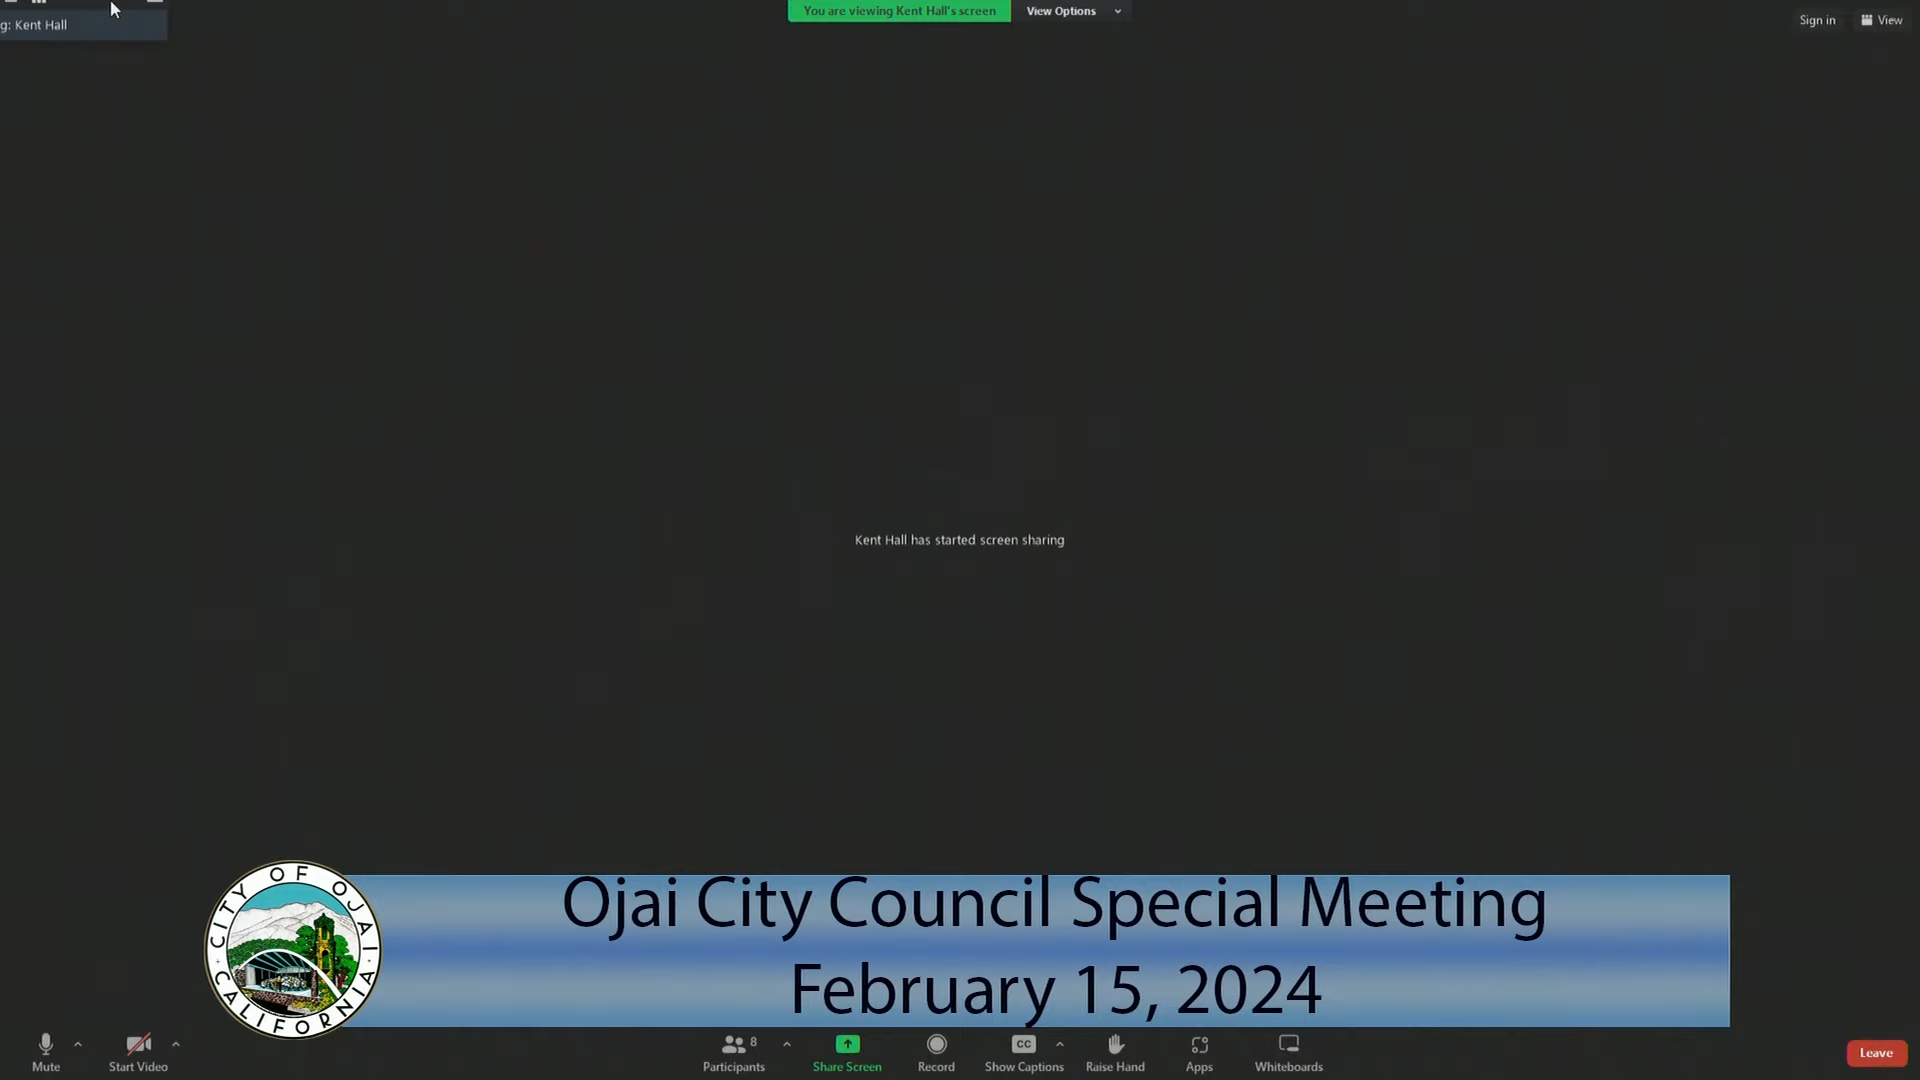 g: Kent Hall
You are viewing Kent Hall's screen
View Options
Sign in
View
Kent Hall has started screen sharing
CITY OF OJAI
CALIFORNIA
Ojai City Council Special Meeting
February 15, 2024
8
CC
Mute
Start Video
Participants
Share Screen
Record
Show Captions
Raise Hand
Apps
Whiteboards
Leave